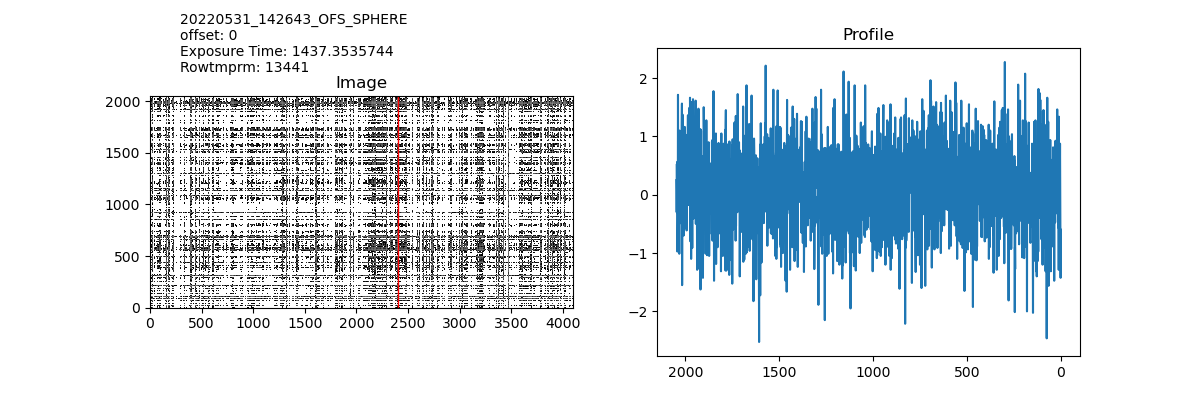 20220531_142643_OFS_SPHERE
offset: 0
Exposure Time: 1437.3535744
Rowtmprm: 13441
Image
Profile
2000
1500
1000
500
0
0 500 1000 1500 2000 2500 3000 3500 4000
2
1
0
−1
−2
2000 1500 1000 500 0